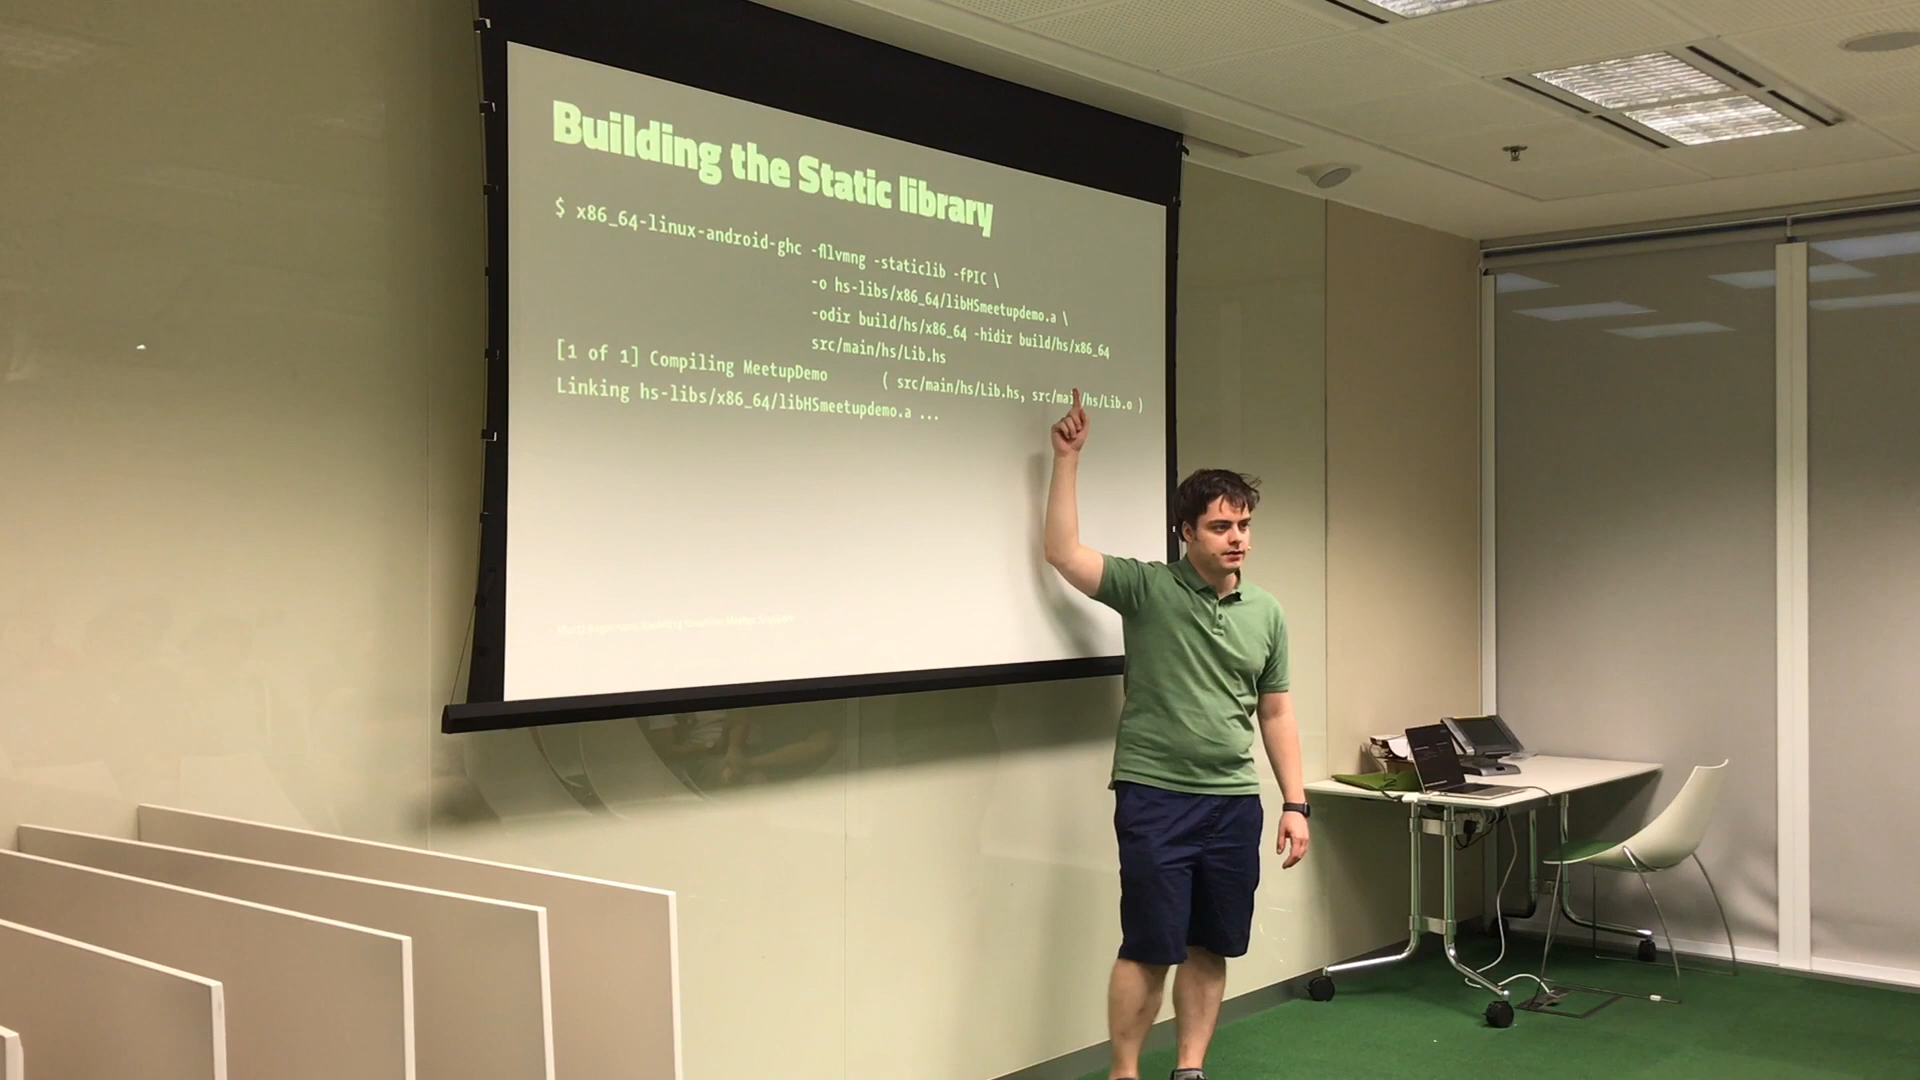 Building the Static library
$ x86_64-linux-android-ghc -fllvmng -staticlib -fPIC \
-o hs-libs/x86_64/libHSmeetupdemo.a \
-odir build/hs/x86_64 -hidir build/hs/x86_64
src/main/hs/Lib.hs
[1 of 1] Compiling MeetupDemo ( src/main/hs/Lib.hs, src/main/hs/Lib.o )
Linking hs-libs/x86_64/libHSmeetupdemo.a ...